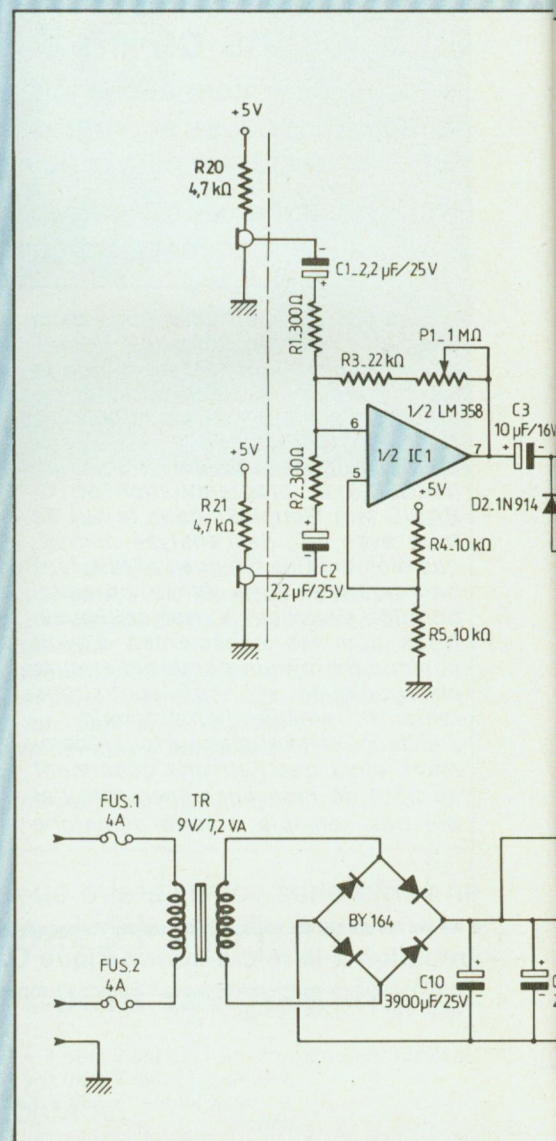 +5V
R20
4,7 kΩ
C1_2,2 µF/25V
R1_300Ω
P1_1 MΩ
R3_22 kΩ
1/2 LM 358
C3
10 µF/16V
6
1/2 IC1
7
5
+5V
R2_300Ω
+5V
R21
4,7 kΩ
D2_1N914
R4_10 kΩ
C2
2,2 µF/25V
R5_10 kΩ
FUS.1
4A
TR
9V/7,2 VA
BY 164
FUS.2
4A
C10
3900µF/25V